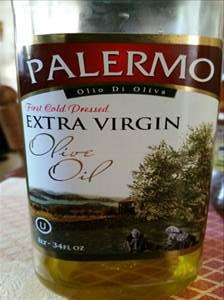 PALERMO
Olio Di Oliva
First Cold Pressed
EXTRA VIRGIN
Olive
Oil
U
1Lt - 34FL OZ